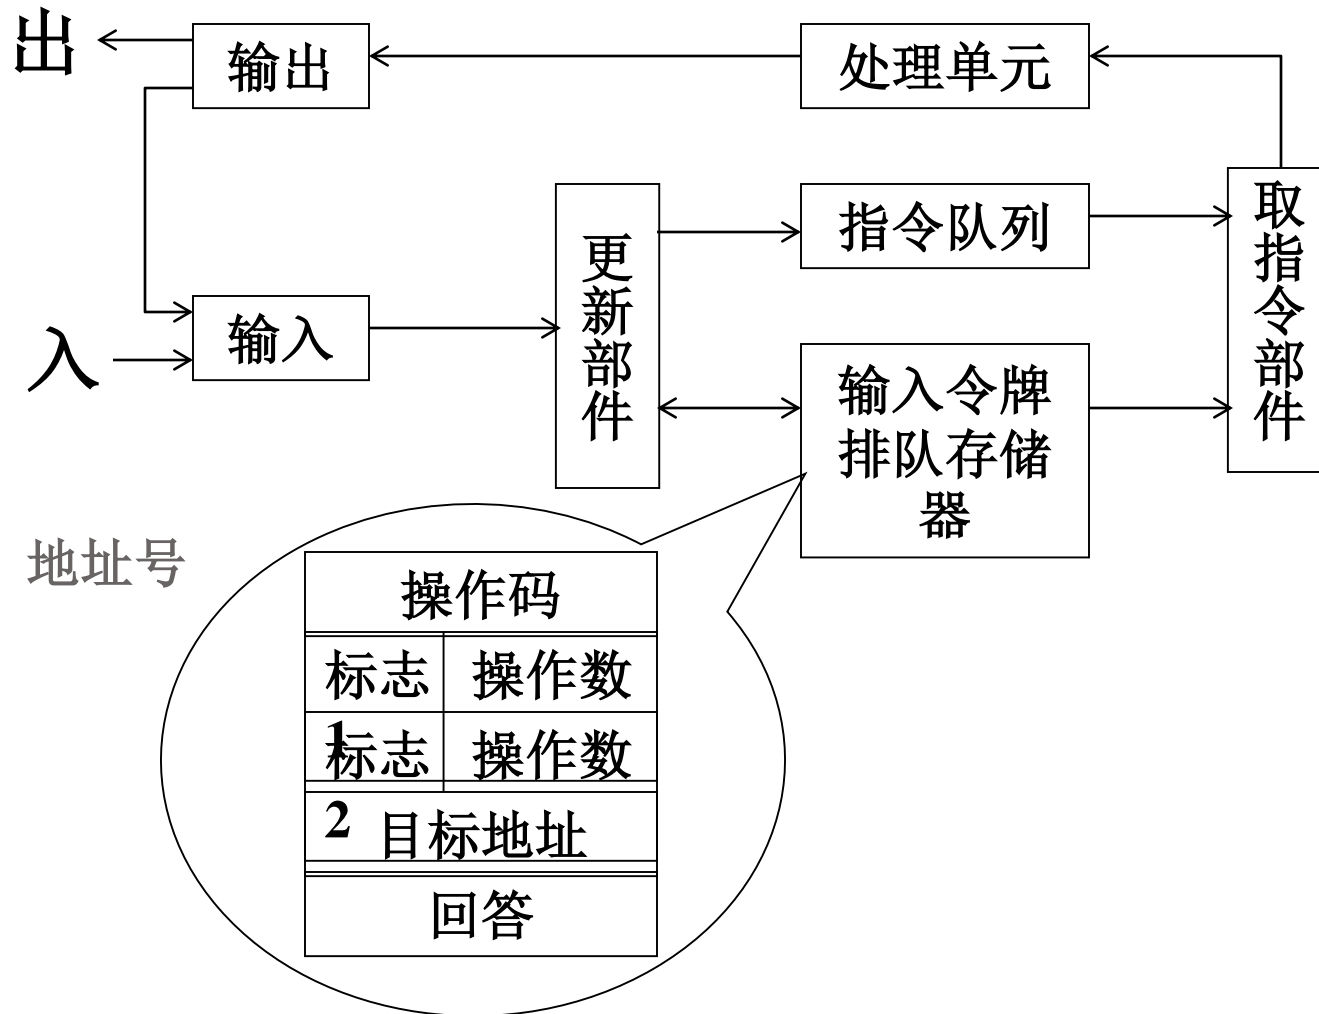 出
输出
处理单元
取指令部件
指令队列
更新部件
入
输入
输入令牌
排队存储
器
地址号
操作码
标志 操作数
1
标志 操作数
2
目标地址
回答